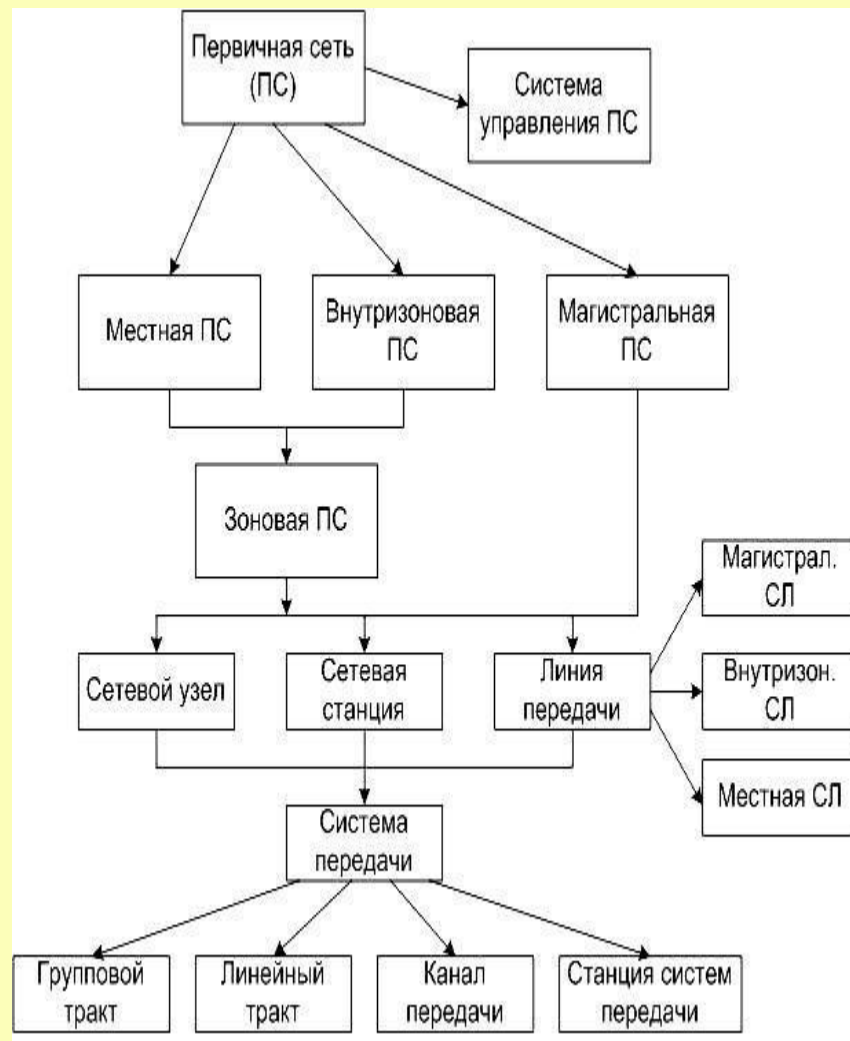 Первичная сеть
(ПС)
Система
управления ПС
Местная ПС
Внутризоновая
ПС
Магистральная
ПС
Зоновая ПС
Магистрал.
СЛ
Сетевой узел
Сетевая
станция
Линия
передачи
Внутризон.
СЛ
Местная СЛ
Система
передачи
Групповой
тракт
Линейный
тракт
Канал
передачи
Станция систем
передачи